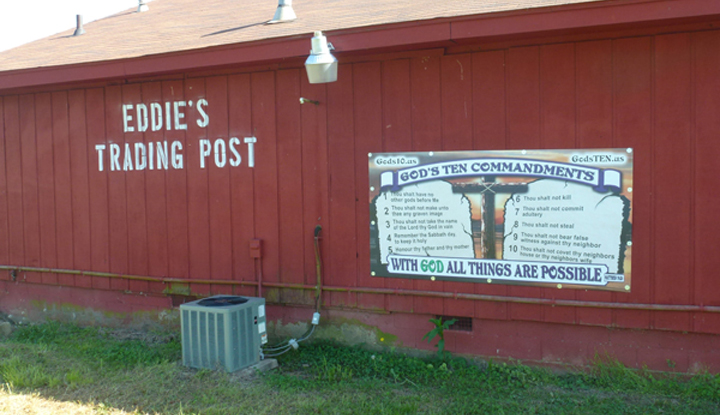 EDDIE'S
TRADING POST
Gods10.us
GodsTEN.us
GOD'S TEN COMMANDMENTS
1 Thou shalt have no
other gods before Me
2 Thou shalt not make unto
thee any graven image
3 Thou shalt not take the name
of the Lord thy God in vain
4 Remember the Sabbath day,
to keep it holy
5 Honour thy father and thy mother
6 Thou shalt not kill
7 Thou shalt not commit
adultery
8 Thou shalt not steal
9 Thou shalt not bear false
witness against thy neighbor
10 Thou shalt not covet thy neighbors
house or thy neighbors wife
WITH GOD ALL THINGS ARE POSSIBLE